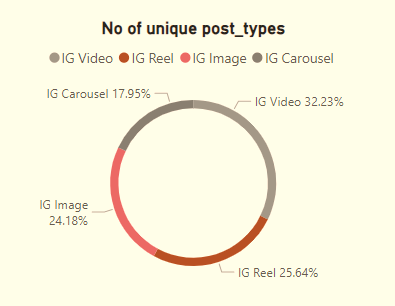 No of unique post_types
IG Video IG Reel IG Image IG Carousel
IG Carousel 17.95%
IG Video 32.23%
IG Image
24.18%
IG Reel 25.64%